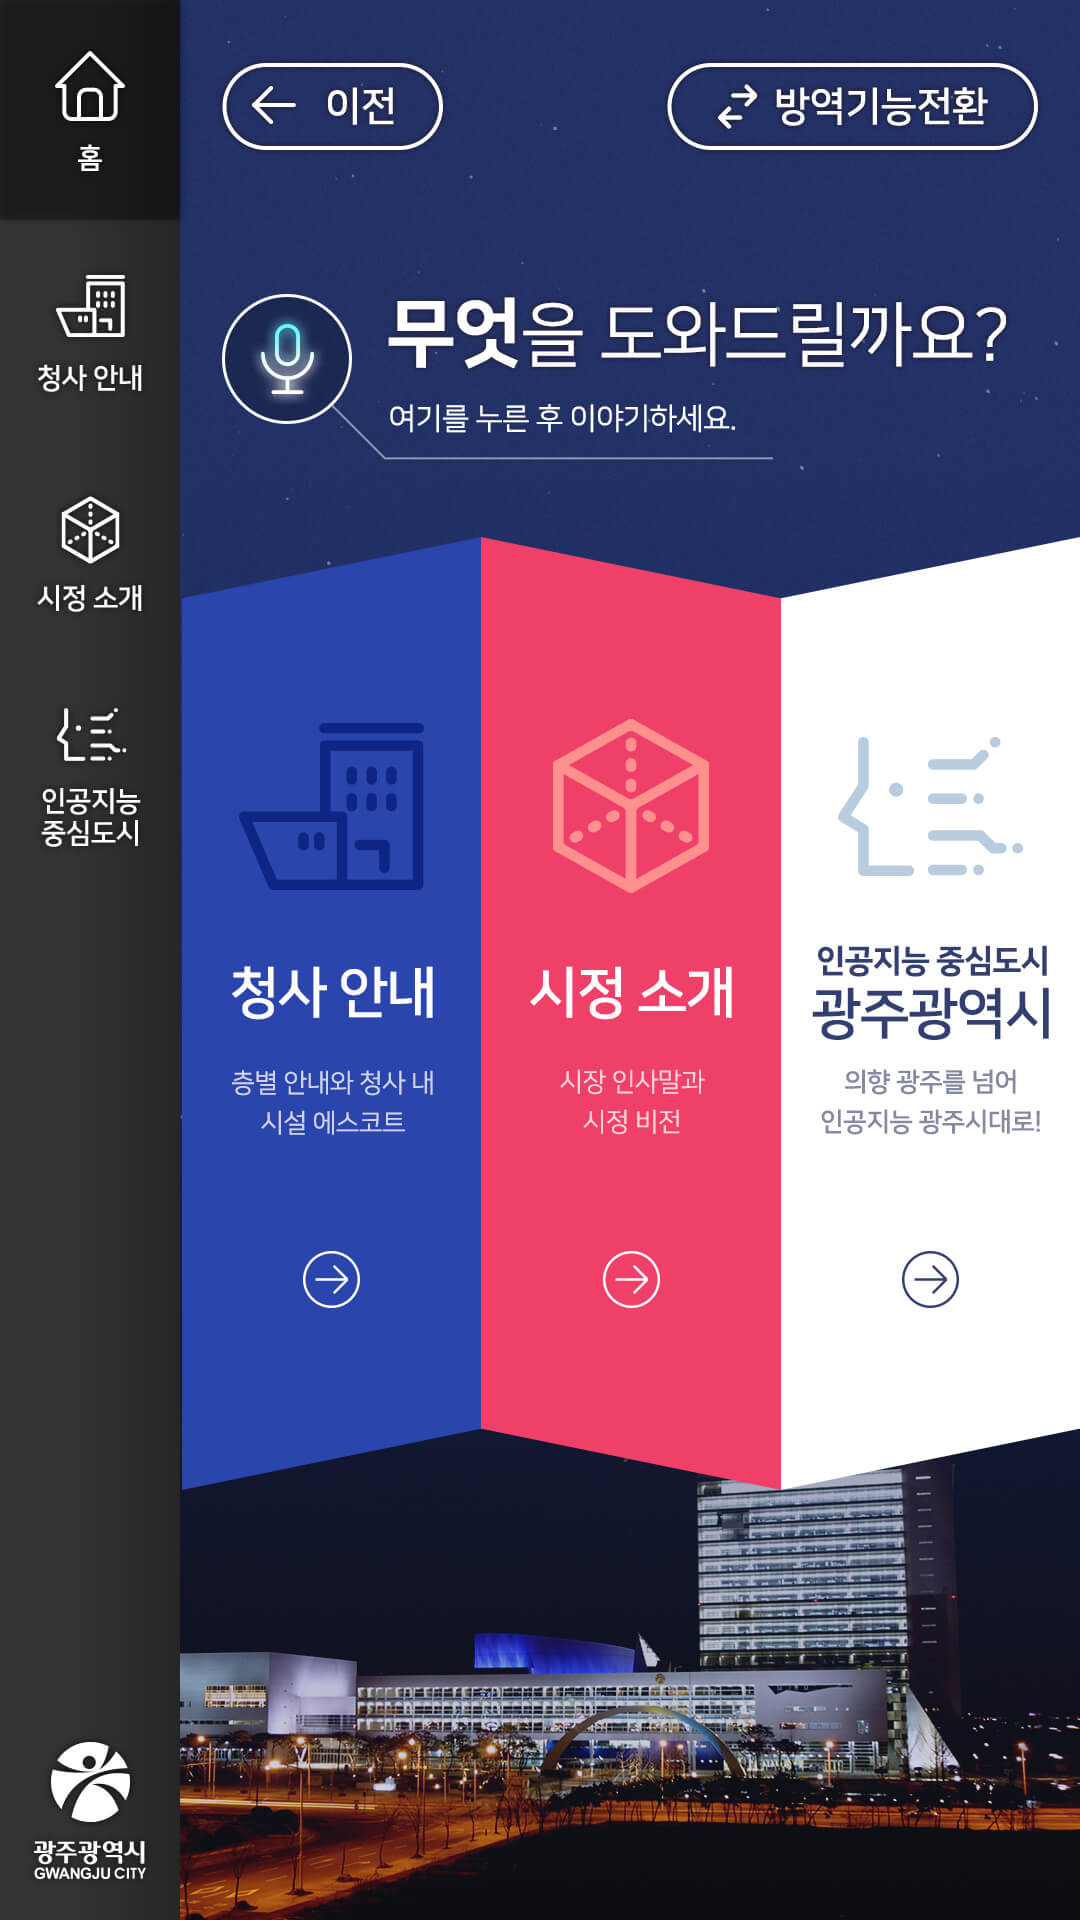 홈
청사 안내
시정 소개
인공지능
중심도시
광주광역시
GWANGJU CITY
이전
방역기능전환
무엇을 도와드릴까요?
여기를 누른 후 이야기하세요.
청사 안내
층별 안내와 청사 내
시설 에스코트
시정 소개
시장 인사말과
시정 비전
인공지능 중심도시
광주광역시
의향 광주를 넘어
인공지능 광주시대로!